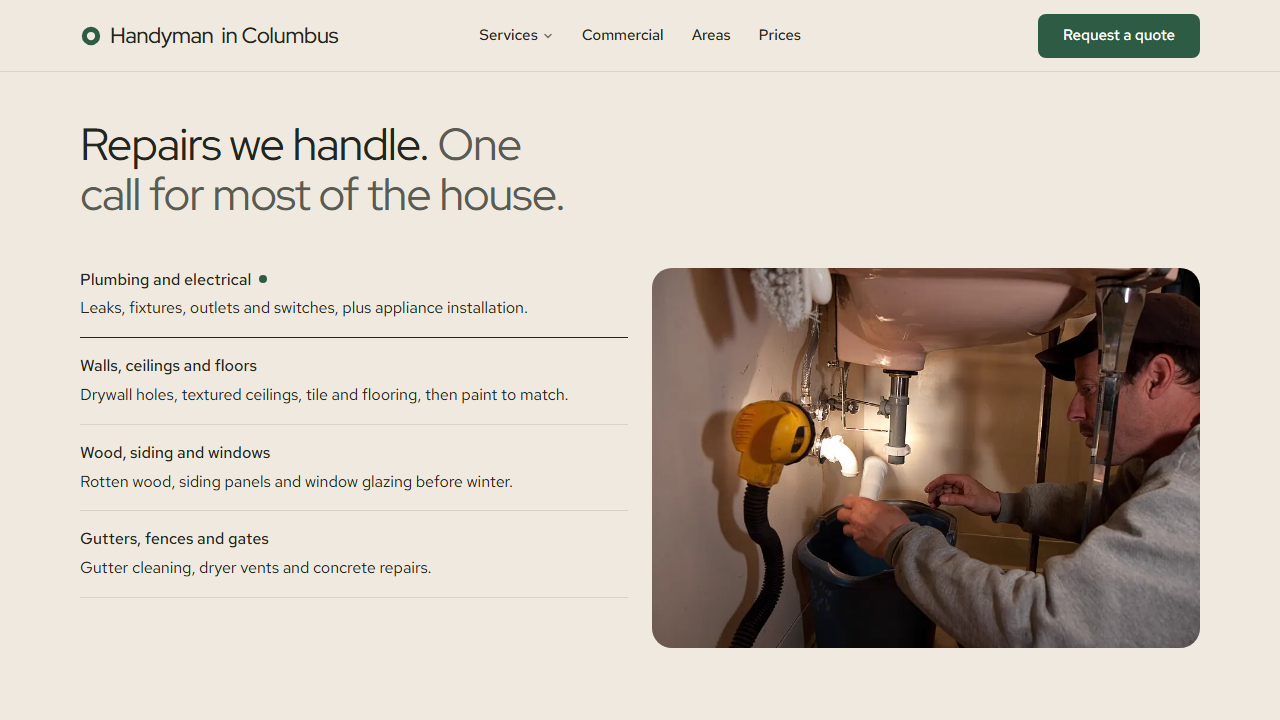 Handyman in Columbus
Services
Commercial
Areas
Prices
Request a quote
Repairs we handle. One
call for most of the house.
Plumbing and electrical
Leaks, fixtures, outlets and switches, plus appliance installation.
Walls, ceilings and floors
Drywall holes, textured ceilings, tile and flooring, then paint to match.
Wood, siding and windows
Rotten wood, siding panels and window glazing before winter.
Gutters, fences and gates
Gutter cleaning, dryer vents and concrete repairs.